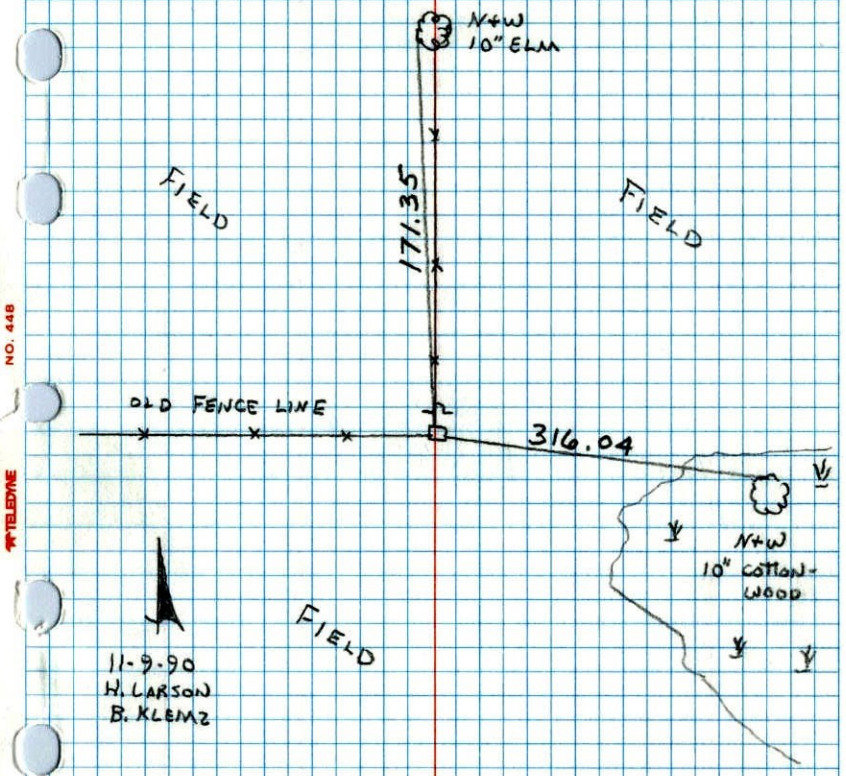 N+W
10" ELM
FIELD
FIELD
171.35
OLD FENCE LINE
316.04
N+W
10" COTTON-
WOOD
FIELD
11-9-90
H. LARSON
B. KLEMZ
NO. 448
TELEDYNE